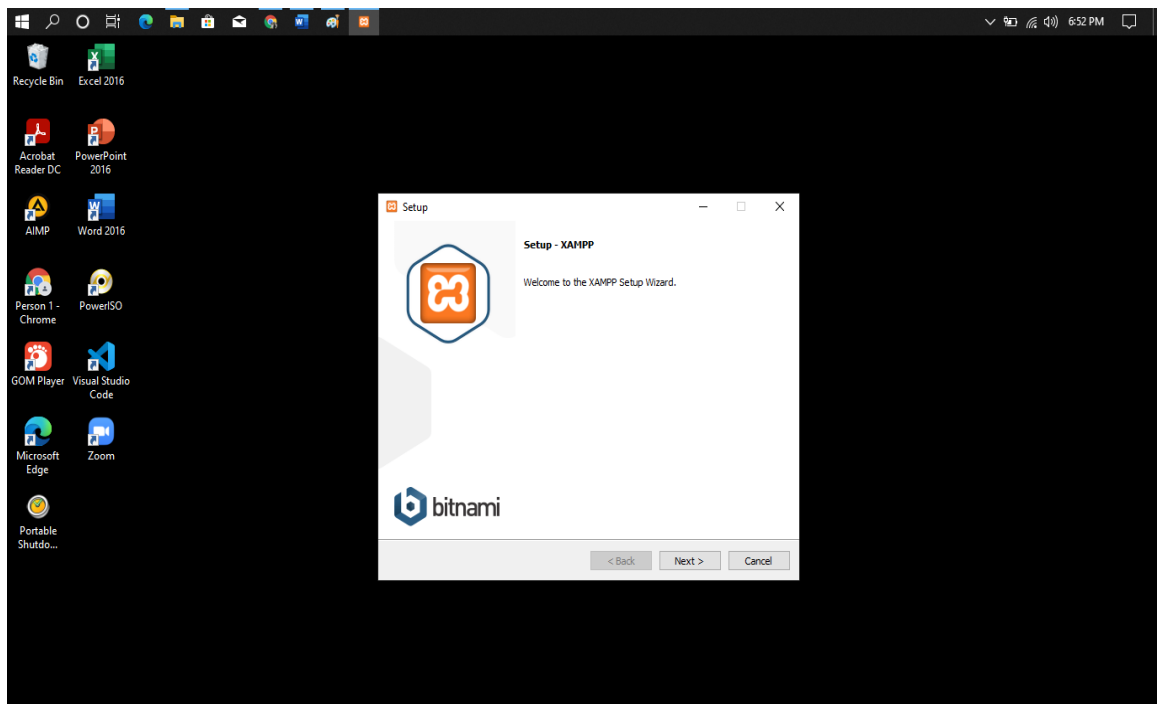 6:52 PM
Recycle Bin
Excel 2016
Acrobat
Reader DC
PowerPoint
2016
AIMP
Word 2016
Person 1 -
Chrome
PowerISO
GOM Player
Visual Studio
Code
Microsoft
Edge
Zoom
Portable
Shutdo...
Setup
Setup - XAMPP
Welcome to the XAMPP Setup Wizard.
bitnami
< Back
Next >
Cancel